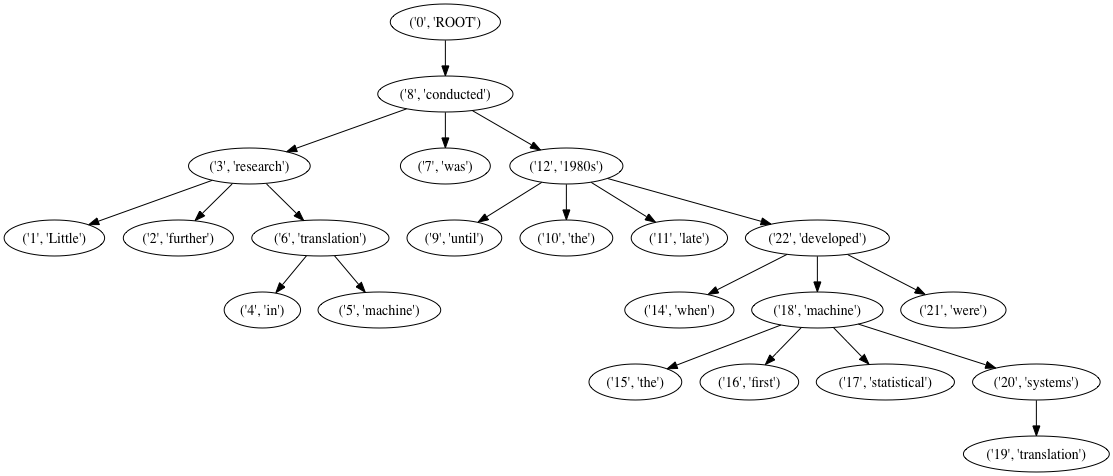 ('0', 'ROOT')
('8', 'conducted')
('3', 'research') ('7', 'was') ('12', '1980s')
('1', 'Little') ('2', 'further') ('6', 'translation') ('9', 'until') ('10', 'the') ('11', 'late') ('22', 'developed')
('4', 'in') ('5', 'machine') ('14', 'when') ('18', 'machine') ('21', 'were')
('15', 'the') ('16', 'first') ('17', 'statistical') ('20', 'systems')
('19', 'translation')